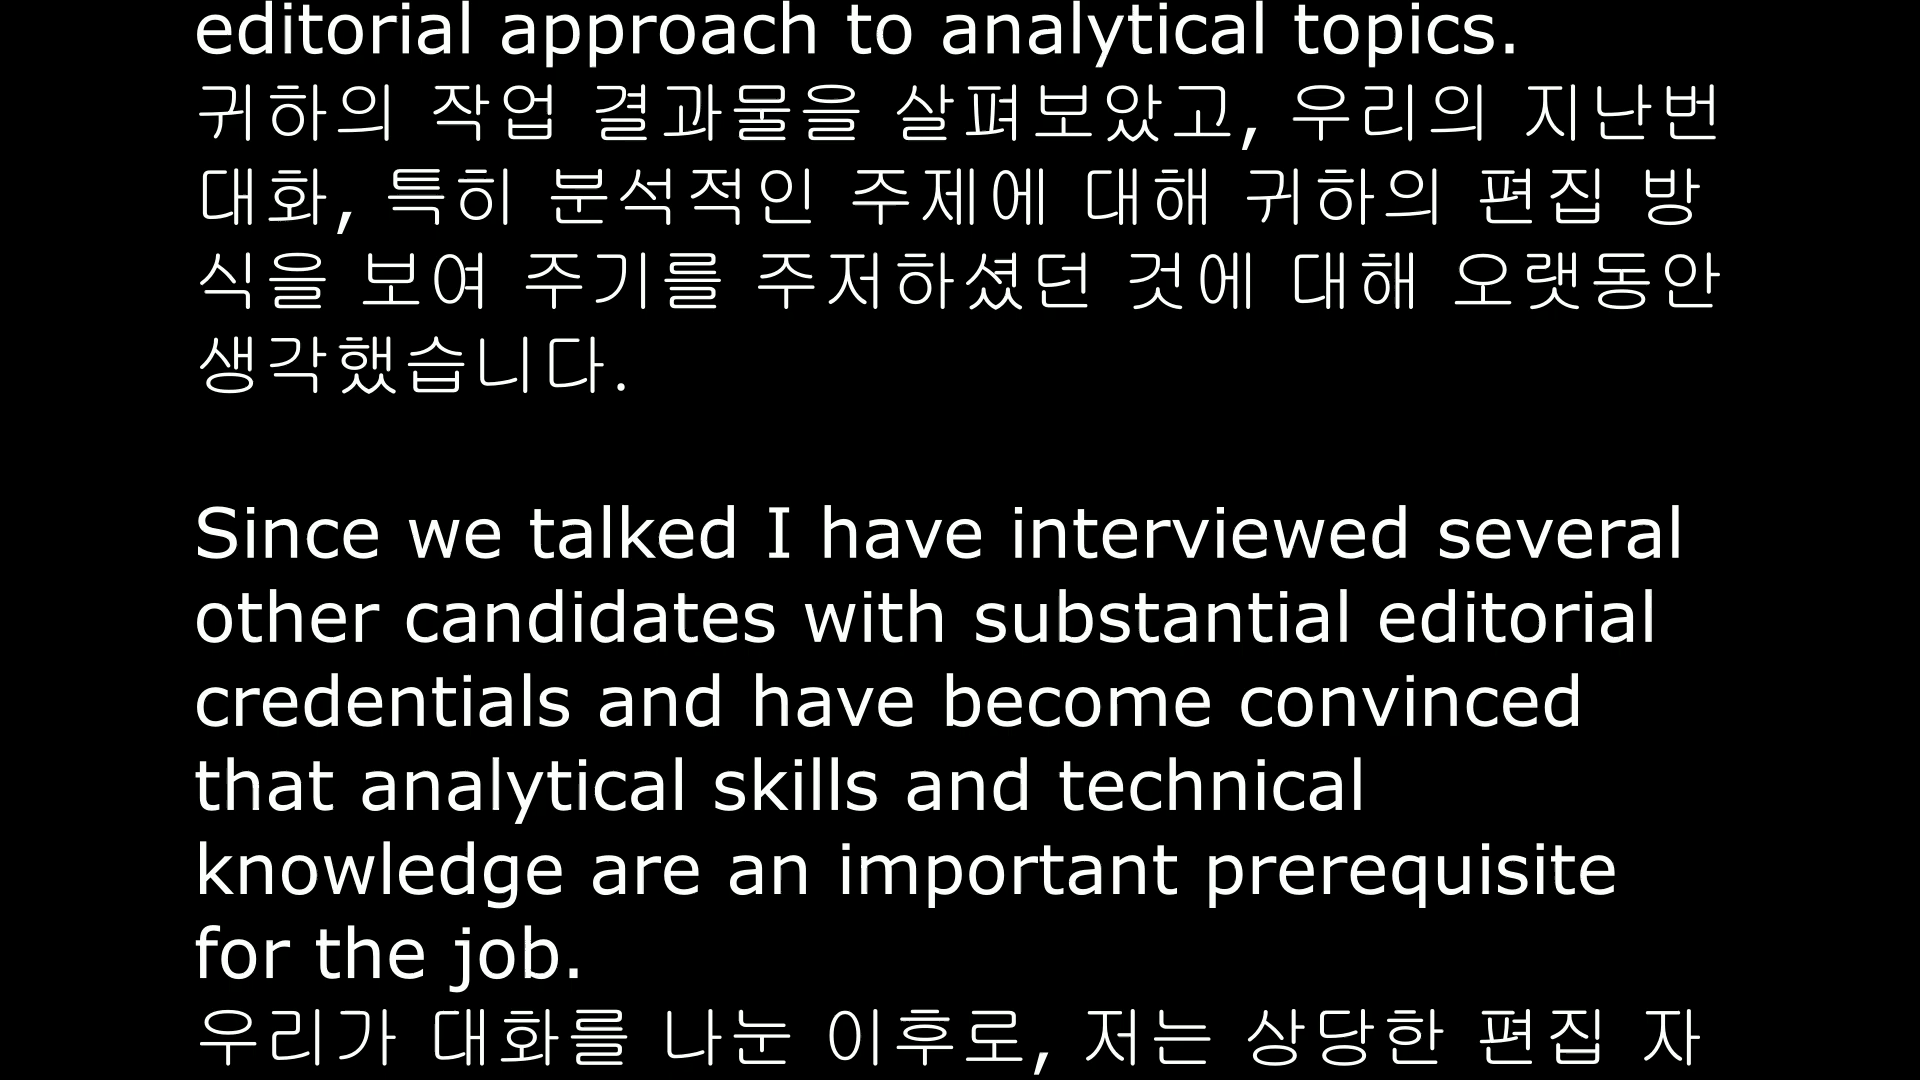 editorial approach to analytical topics.
귀하의 작업 결과물을 살펴보았고, 우리의 지난번
대화, 특히 분석적인 주제에 대해 귀하의 편집 방
식을 보여 주기를 주저하셨던 것에 대해 오랫동안
생각했습니다.
Since we talked I have interviewed several
other candidates with substantial editorial
credentials and have become convinced
that analytical skills and technical
knowledge are an important prerequisite
for the job.
우리가 대화를 나눈 이후로, 저는 상당한 편집 자